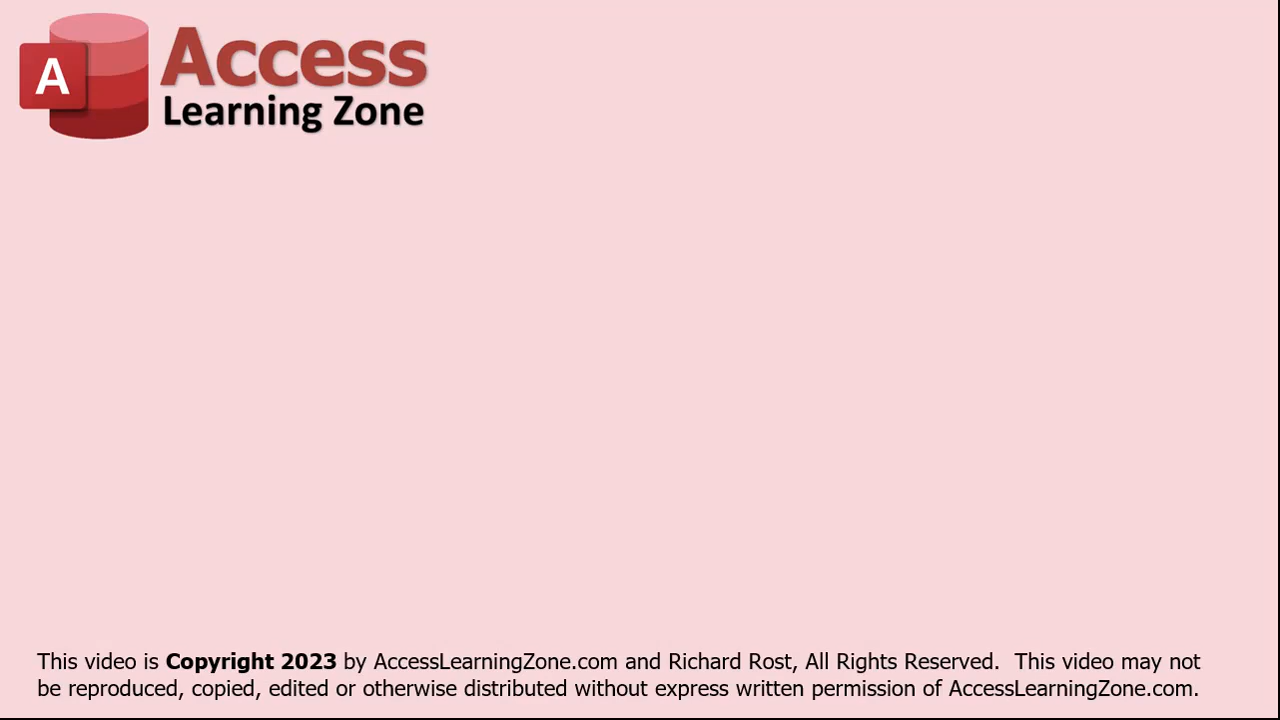 A
Access
Learning Zone
This video is Copyright 2023 by AccessLearningZone.com and Richard Rost, All Rights Reserved.  This video may not
be reproduced, copied, edited or otherwise distributed without express written permission of AccessLearningZone.com.